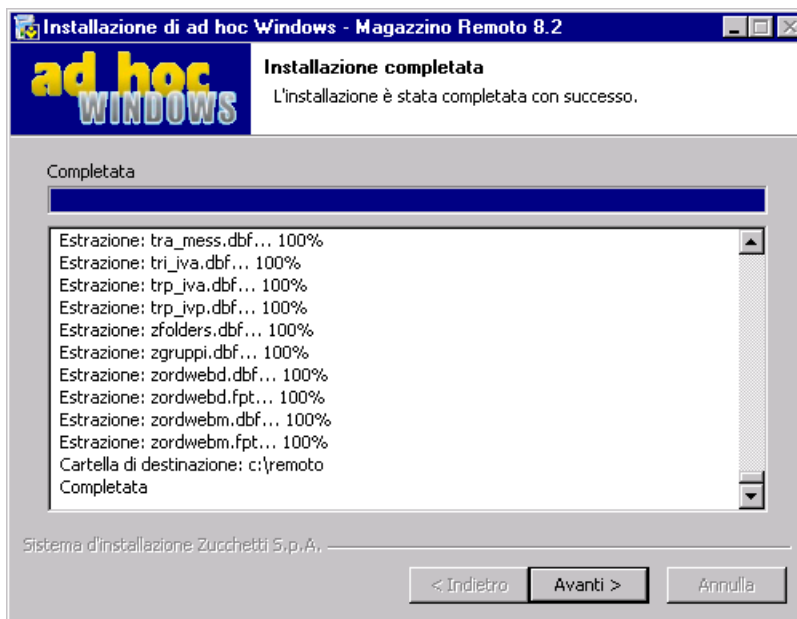 Installazione di ad hoc Windows - Magazzino Remoto 8.2
ad hoc
WINDOWS
Installazione completata
L'installazione è stata completata con successo.
Completata
Estrazione: tra_mess.dbf... 100%
Estrazione: tri_iva.dbf... 100%
Estrazione: trp_iva.dbf... 100%
Estrazione: trp_ivp.dbf... 100%
Estrazione: zfolders.dbf... 100%
Estrazione: zgruppi.dbf... 100%
Estrazione: zordwebd.dbf... 100%
Estrazione: zordwebd.fpt... 100%
Estrazione: zordwebm.dbf... 100%
Estrazione: zordwebm.fpt... 100%
Cartella di destinazione: c:\remoto
Completata
Sistema d'installazione Zucchetti S.p.A.
< Indietro Avanti > Annulla